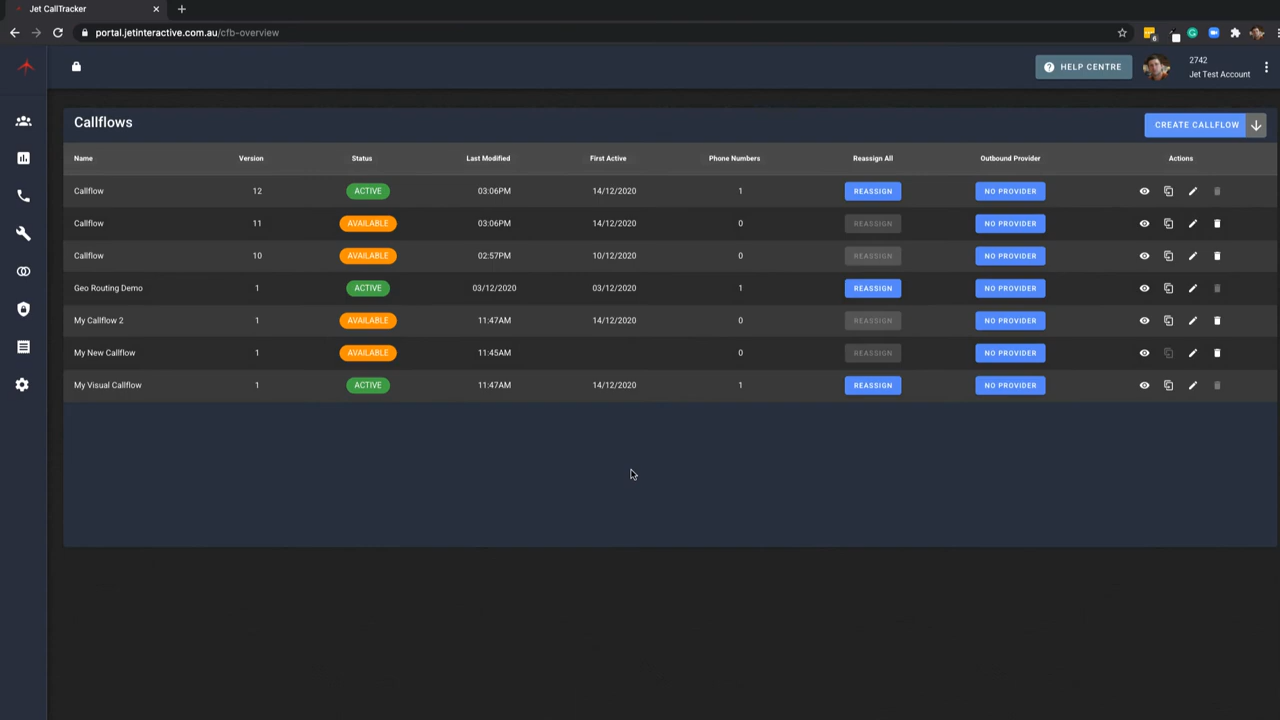 Jet CallTracker
portal.jetinteractive.com.au/cfb-overview
6
HELP CENTRE
2742
Jet Test Account
Callflows
CREATE CALLFLOW
Name Version Status Last Modified First Active Phone Numbers Reassign All Outbound Provider Actions
Callflow 12 ACTIVE 03:06PM 14/12/2020 1 REASSIGN NO PROVIDER
Callflow 11 AVAILABLE 03:06PM 14/12/2020 0 REASSIGN NO PROVIDER
Callflow 10 AVAILABLE 02:57PM 10/12/2020 0 REASSIGN NO PROVIDER
Geo Routing Demo 1 ACTIVE 03/12/2020 03/12/2020 1 REASSIGN NO PROVIDER
My Callflow 2 1 AVAILABLE 11:47AM 14/12/2020 0 REASSIGN NO PROVIDER
My New Callflow 1 AVAILABLE 11:45AM 0 REASSIGN NO PROVIDER
My Visual Callflow 1 ACTIVE 11:47AM 14/12/2020 1 REASSIGN NO PROVIDER